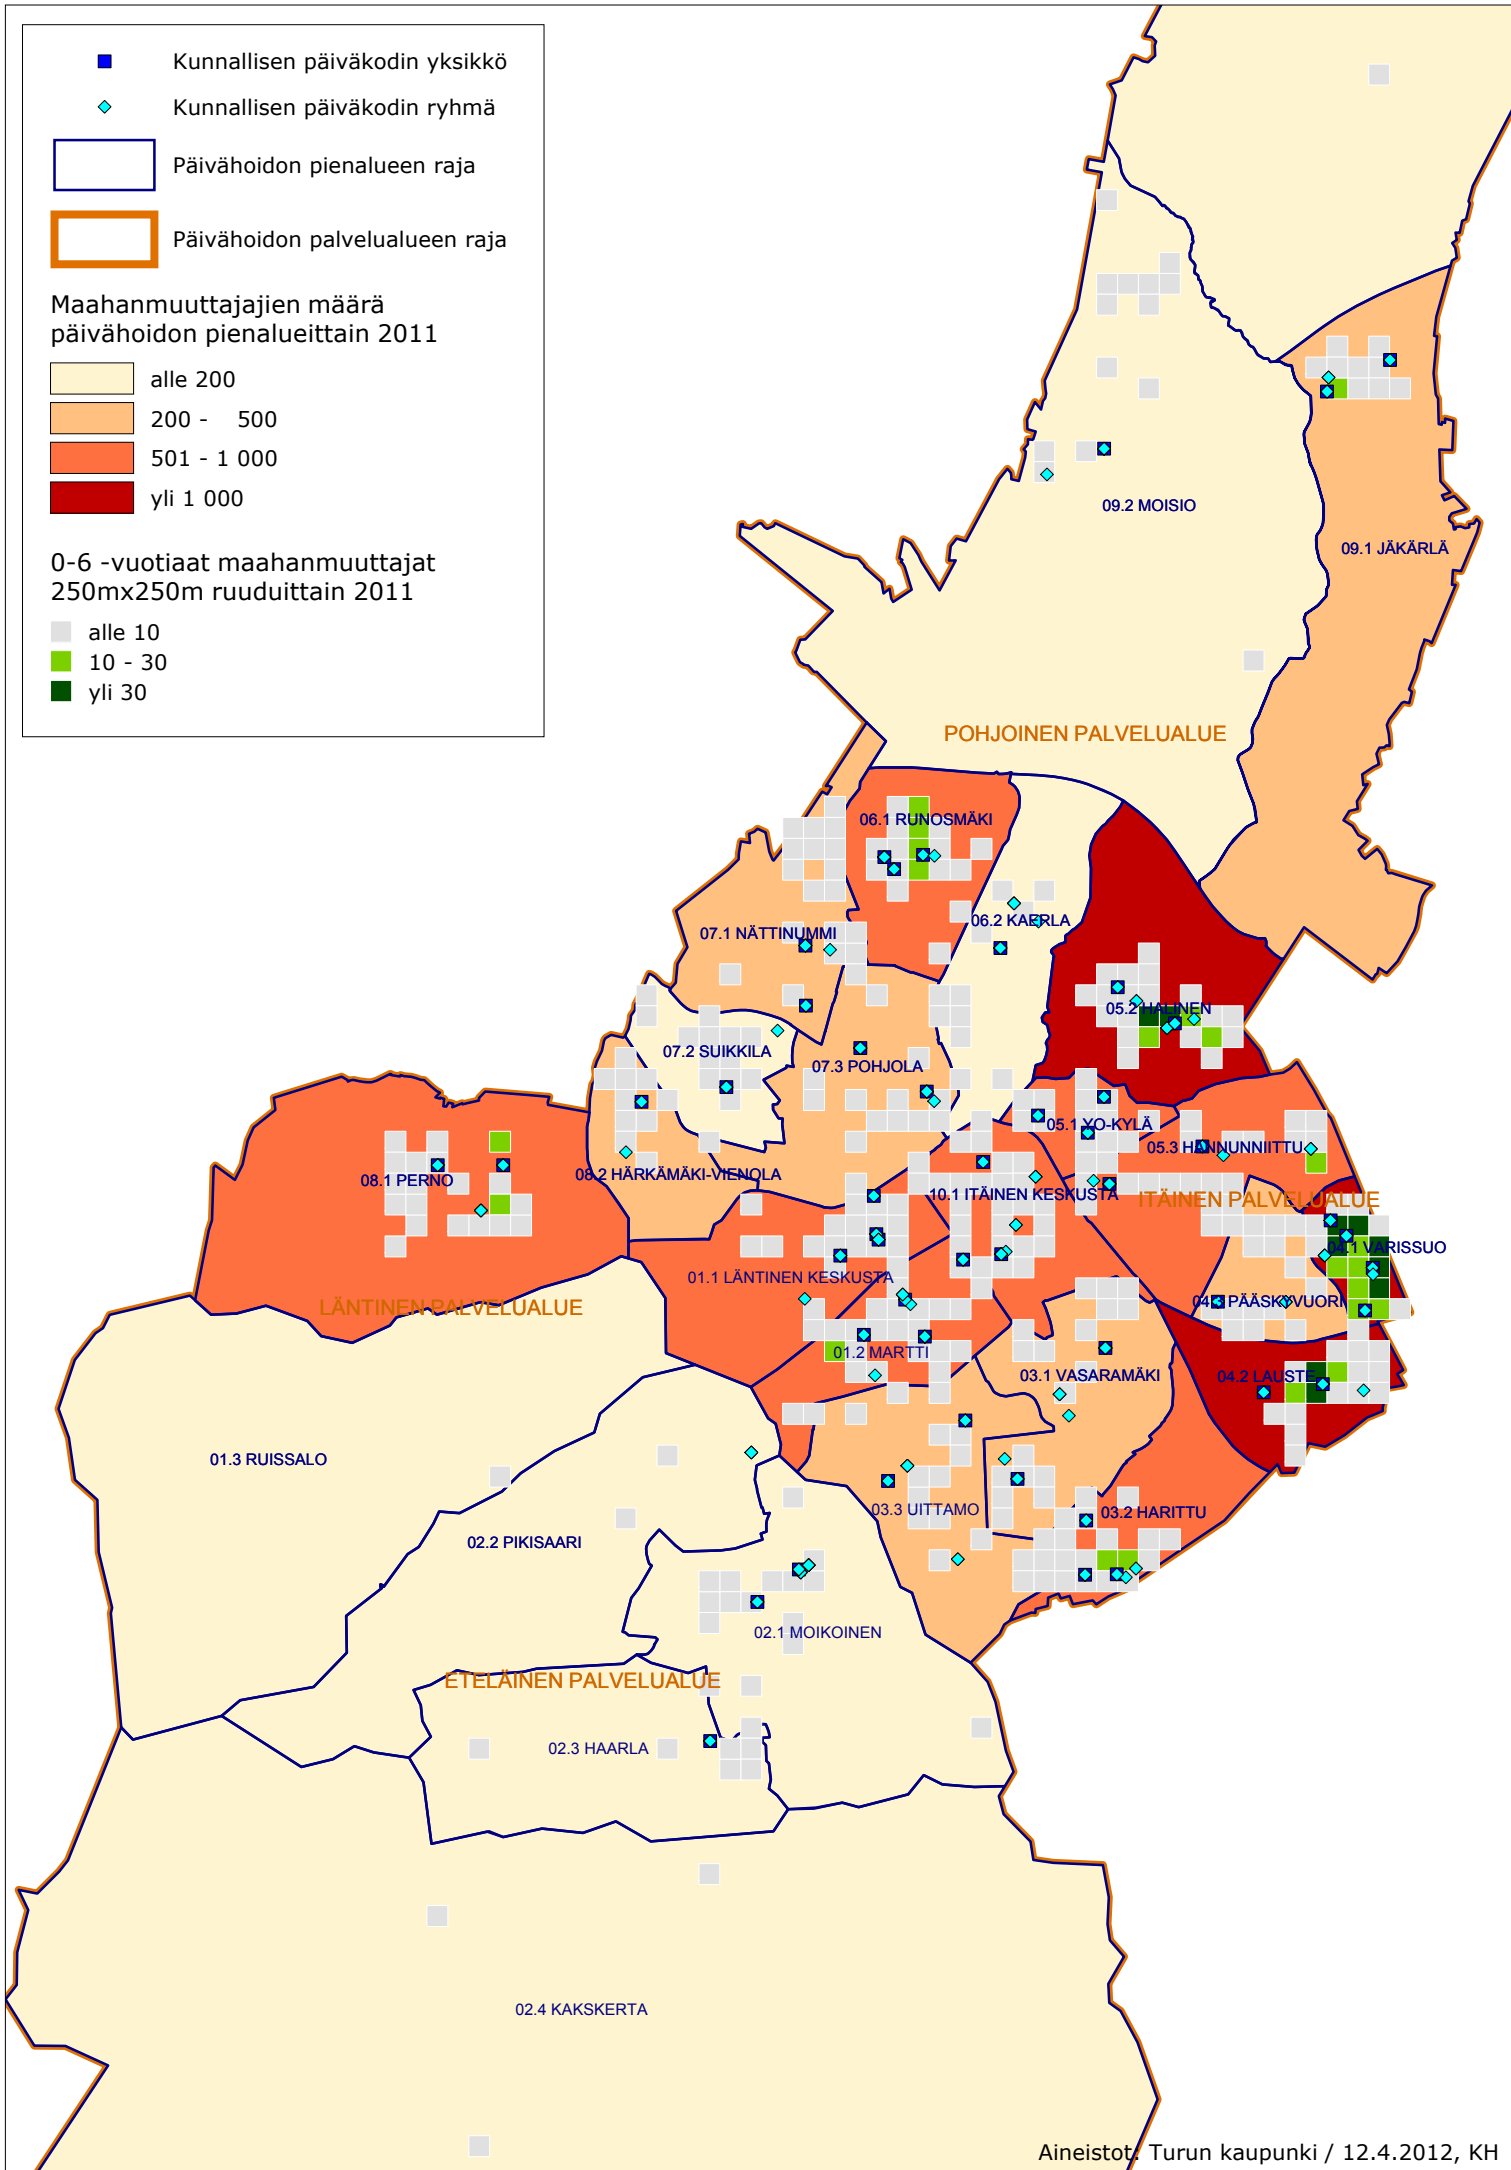 Kunnallisen päiväkodin yksikkö
Kunnallisen päiväkodin ryhmä
Päivähoidon pienalueen raja
Päivähoidon palvelualueen raja
Maahanmuuttajajien määrä
päivähoidon pienalueittain 2011
alle 200
200 - 500
501 - 1 000
yli 1 000
0-6 -vuotiaat maahanmuuttajat
250mx250m ruuduittain 2011
alle 10
10 - 30
yli 30
09.2 MOISIO
09.1 JÄKÄRLÄ
POHJOINEN PALVELUALUE
06.1 RUNOSMÄKI
06.2 KAERLA
07.1 NÄTTINUMMI
05.2 HALINEN
07.2 SUIKKILA
07.3 POHJOLA
05.1 YO-KYLÄ
05.3 HANNUNNIITTU
08.1 PERNO
08.2 HÄRKÄMÄKI-VIENOLA
10.1 ITÄINEN KESKUSTA
ITÄINEN PALVELUALUE
04.1 VARISSUO
01.1 LÄNTINEN KESKUSTA
LÄNTINEN PALVELUALUE
PÄÄSKYVUORI
01.2 MARTTI
03.1 VASARAMÄKI
04.2 LAUSTE
01.3 RUISSALO
03.3 UITTAMO
03.2 HARITTU
02.2 PIKISAARI
02.1 MOIKOINEN
ETELÄINEN PALVELUALUE
02.3 HAARLA
02.4 KAKSKERTA
Aineistot: Turun kaupunki / 12.4.2012, KH